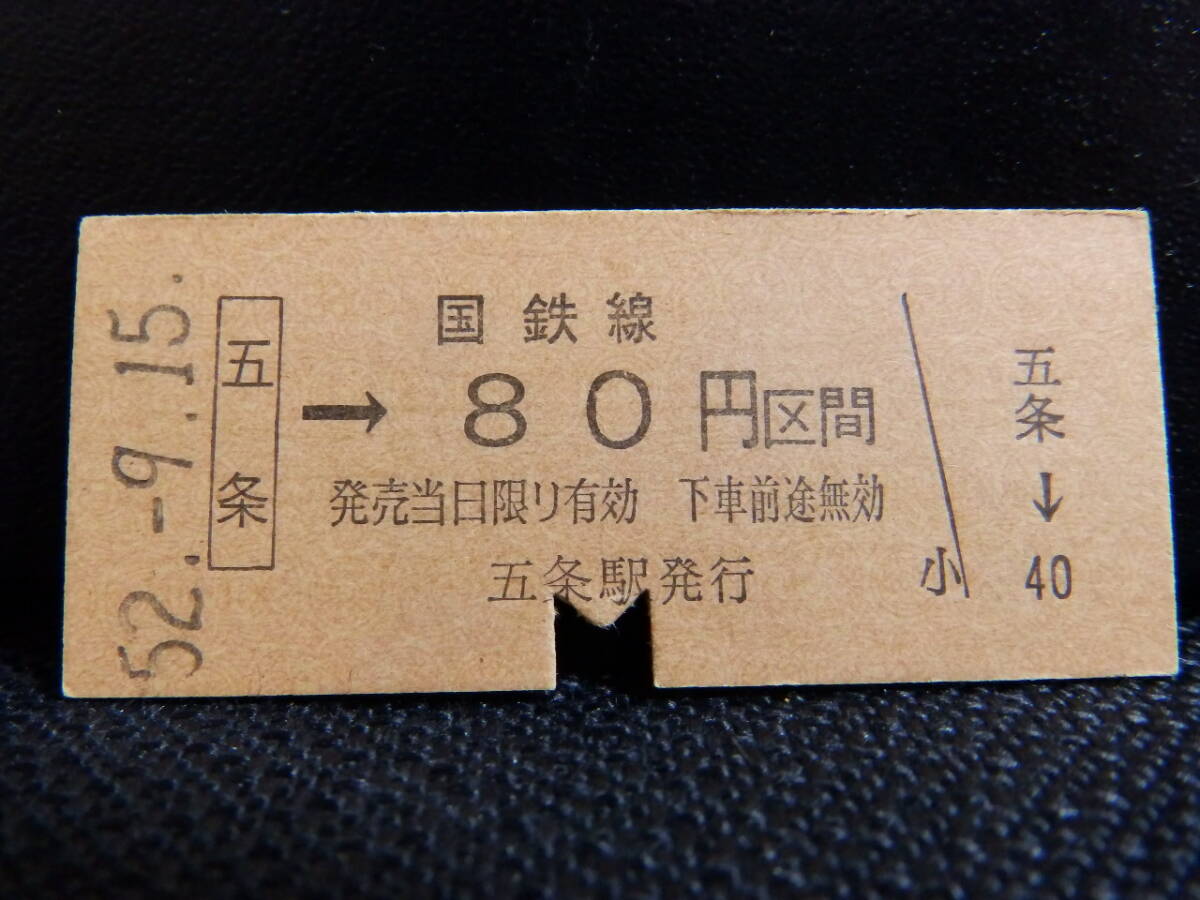 52.-9.15.
五条
国鉄線
→ 80円区間
発売当日限リ有効 下車前途無効
五条駅発行
小
五条
↓
40